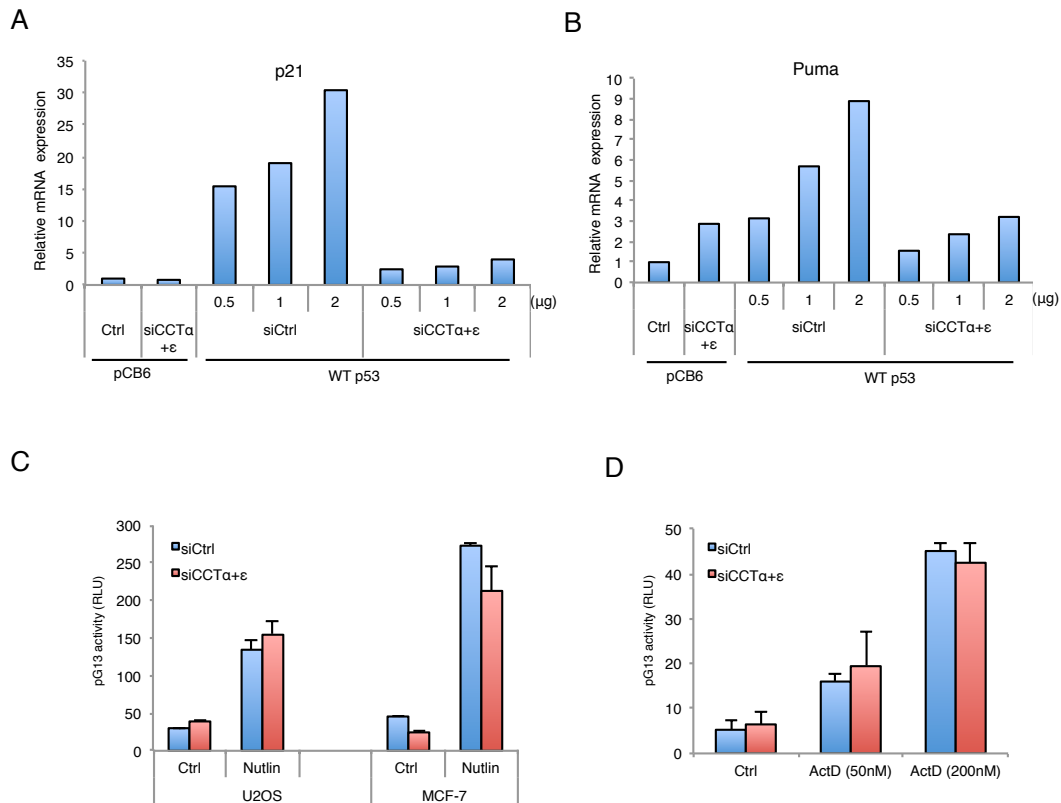 A
p21
Relative mRNA expression
35
30
25
20
15
10
5
0
0.5 1 2 0.5 1 2 (µg)
Ctrl siCCTα+ε siCtrl siCCTα+ε
pCB6 WT p53
B
Puma
Relative mRNA expression
10
9
8
7
6
5
4
3
2
1
0
0.5 1 2 0.5 1 2 (µg)
Ctrl siCCTα+ε siCtrl siCCTα+ε
pCB6 WT p53
C
pG13 activity (RLU)
300
250
200
150
100
50
0
siCtrl
siCCTα+ε
Ctrl Nutlin Ctrl Nutlin
U2OS MCF-7
D
pG13 activity (RLU)
50
40
30
20
10
0
siCtrl
siCCTα+ε
Ctrl ActD (50nM) ActD (200nM)